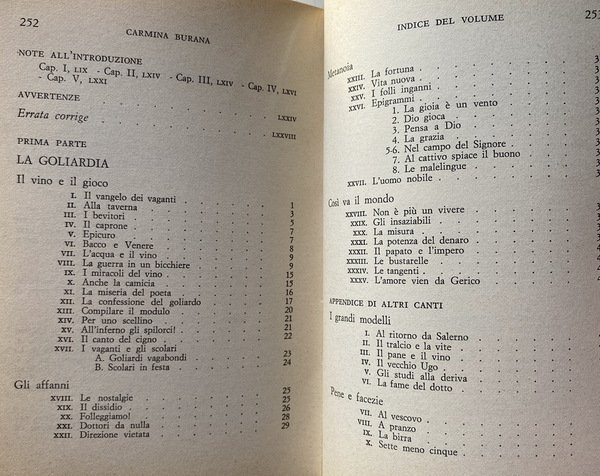 252
CARMINA BURANA
NOTE ALL'INTRODUZIONE
Cap. I, LIX - Cap. II, LXIV - Cap. III, LXIV - Cap. IV, LXVI
- Cap. V, LXXI
AVVERTENZE LXXIV
Errata corrige LXXVIII
PRIMA PARTE
LA GOLIARDIA
Il vino e il gioco
I. Il vangelo dei vaganti 1
II. Alla taverna 3
III. I bevitori 5
IV. Il caprone 7
V. Epicuro 7
VI. Bacco e Venere 8
VII. L'acqua e il vino 9
VIII. La guerra in un bicchiere 9
IX. I miracoli del vino 15
X. Anche la camicia 15
XI. La miseria del poeta 16
XII. La confessione del goliardo 17
XIII. Compilare il modulo 20
XIV. Per uno scellino 21
XV. All'inferno gli spilorci! 21
XVI. Il canto del cigno 22
XVII. I vaganti e gli scolari
A. Goliardi vagabondi 23
B. Scolari in festa 24
Gli affanni 25
XVIII. Le nostalgie 25
XIX. Il dissidio 26
XX. Folleggiamo! 28
XXI. Dottori da nulla 29
XXII. Direzione vietata
INDICE DEL VOLUME
253
Metanoia
XXIII. La fortuna
XXIV. Vita nuova
XXV. I folli inganni
XXVI. Epigrammi
1. La gioia è un vento
2. Dio gioca
3. Pensa a Dio
4. La grazia
5-6. Nel campo del Signore
7. Al cattivo spiace il buono
8. Le malelingue
XXVII. L'uomo nobile
Così va il mondo
XXVIII. Non è più un vivere
XXIX. Gli insaziabili
XXX. La misura
XXXI. La potenza del denaro
XXXII. Il papato e l'impero
XXXIII. Le bustarelle
XXXIV. Le tangenti
XXXV. L'amore vien da Gerico
APPENDICE DI ALTRI CANTI
I grandi modelli
I. Al ritorno da Salerno
II. Il tralcio e la vite
III. Il pane e il vino
IV. Il vecchio Ugo
V. Gli studi alla deriva
VI. La fame del dotto
Pene e facezie
VII. Al vescovo
VIII. A pranzo
IX. La birra
X. Sette meno cinque